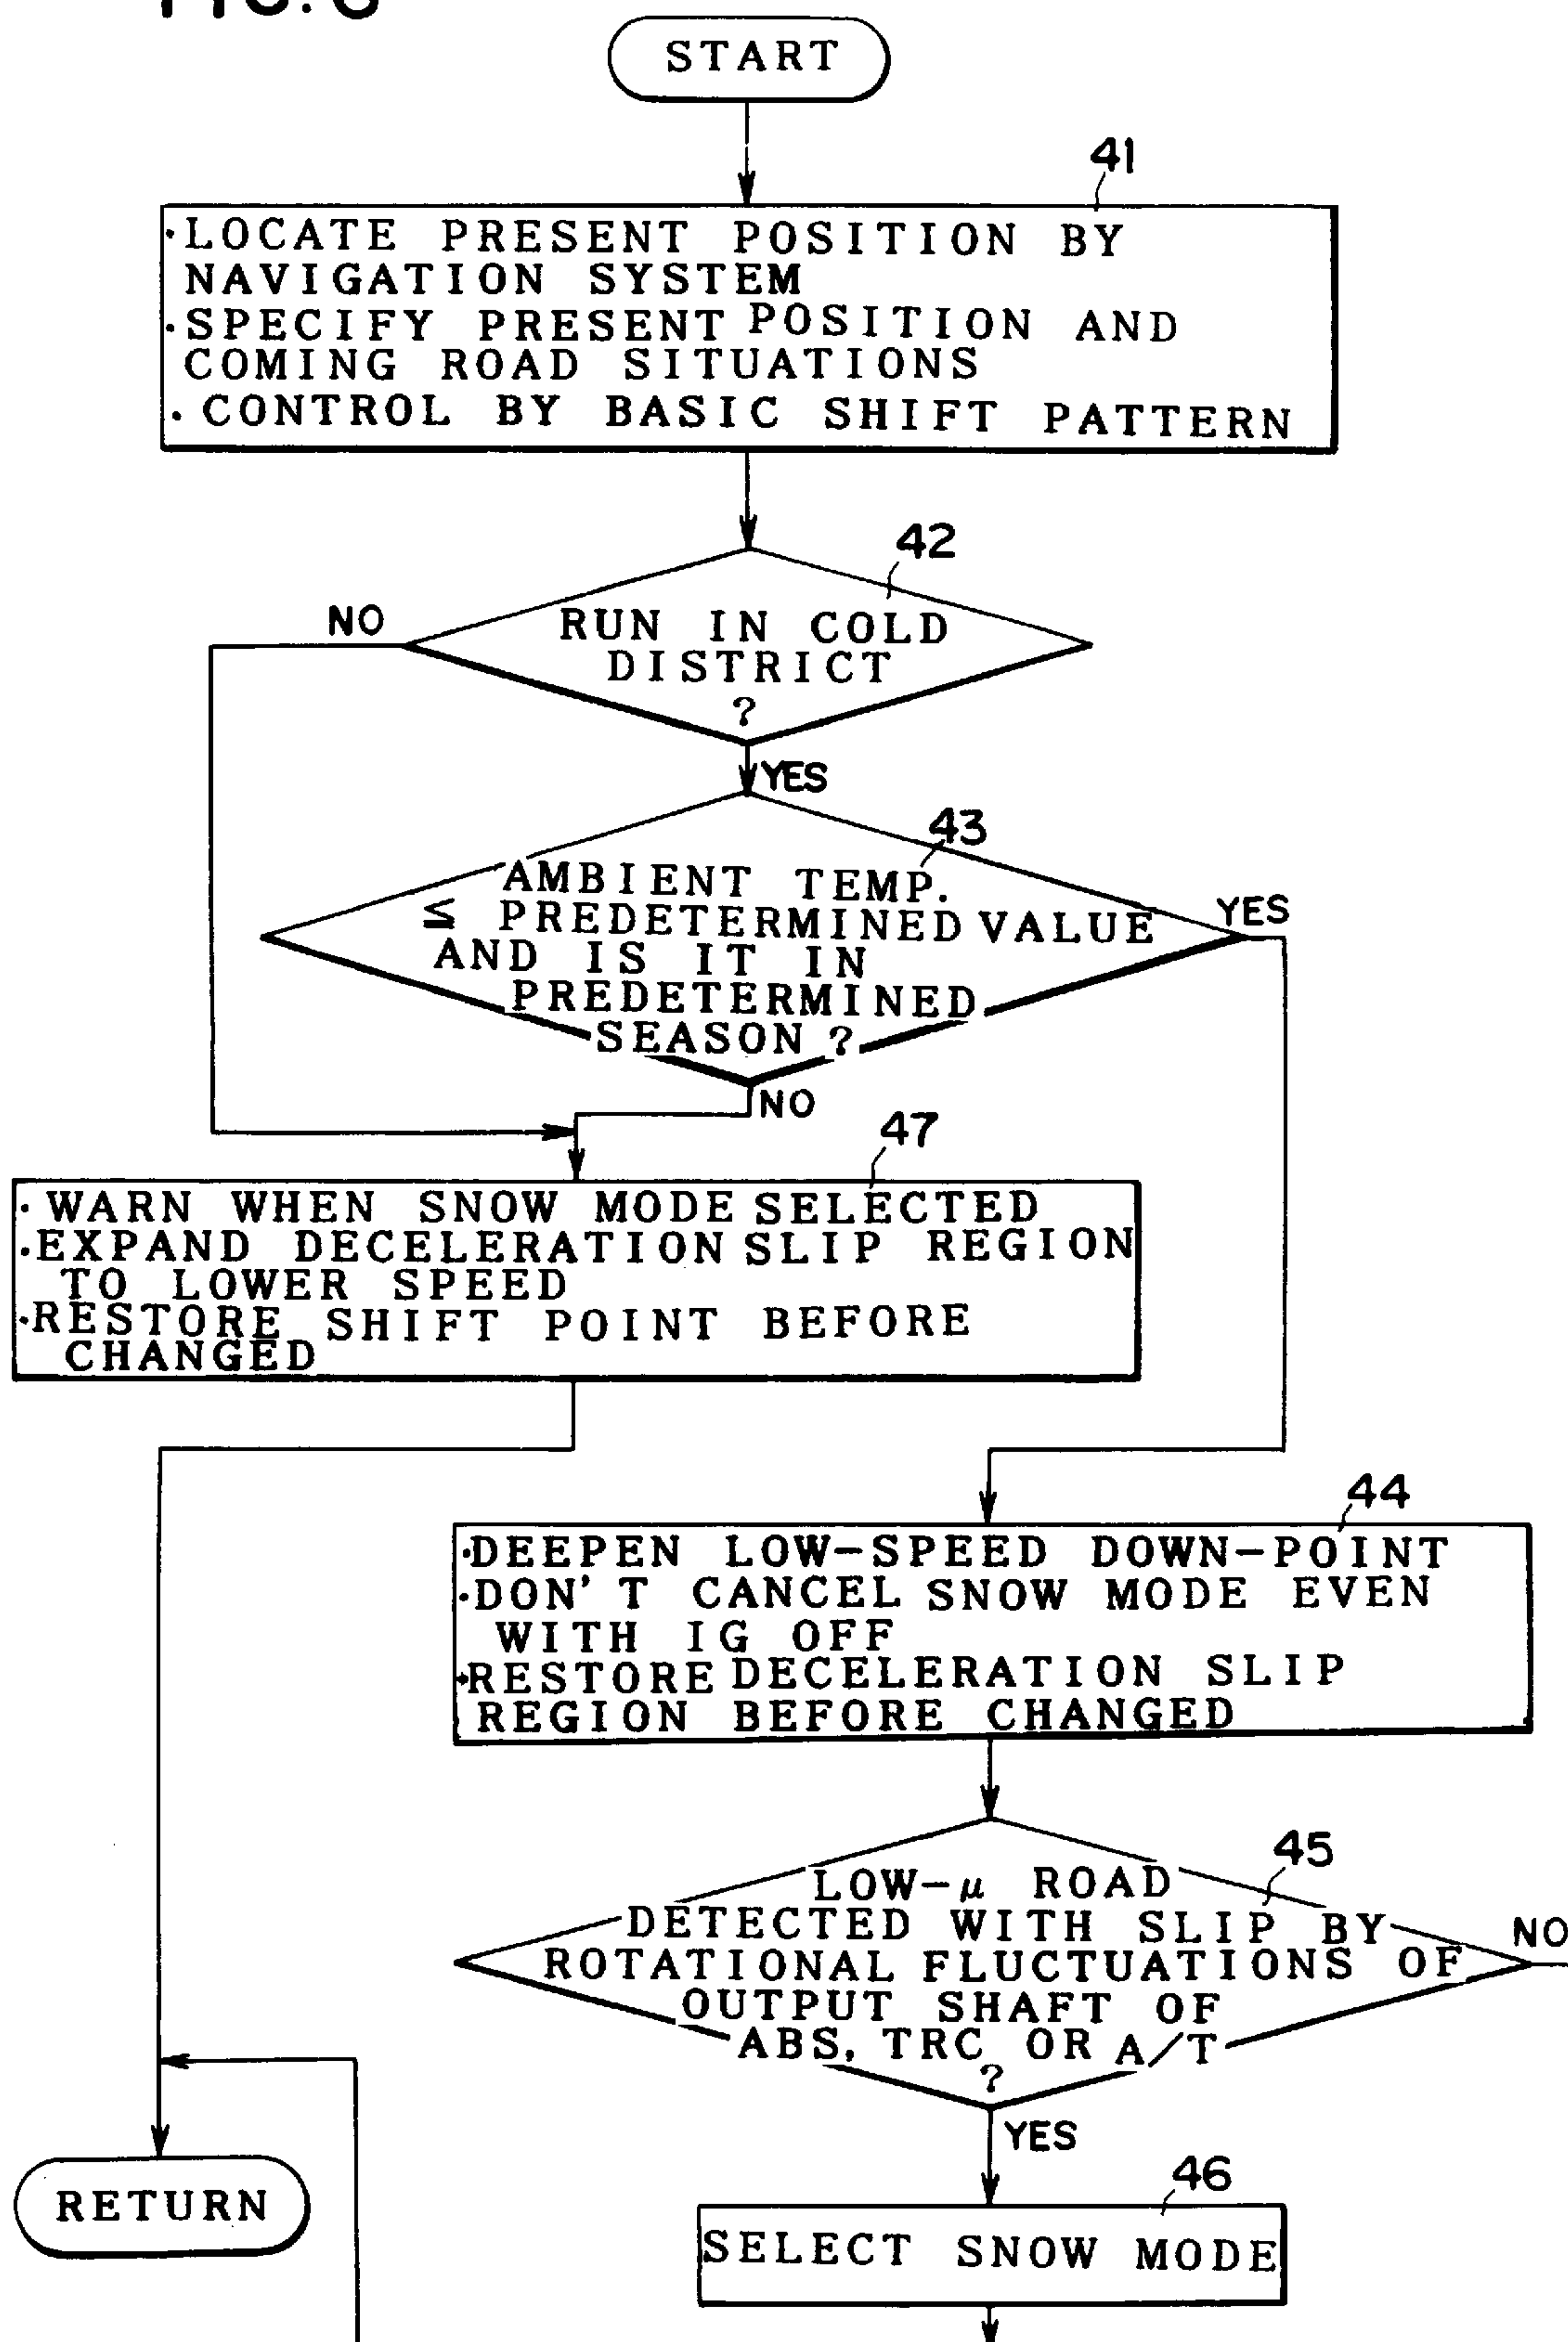 START
41
·LOCATE PRESENT POSITION BY
NAVIGATION SYSTEM
·SPECIFY PRESENT POSITION AND
COMING ROAD SITUATIONS
·CONTROL BY BASIC SHIFT PATTERN
42
NO
RUN IN COLD
DISTRICT
?
YES
43
AMBIENT TEMP.
≦ PREDETERMINED VALUE
AND IS IT IN
PREDETERMINED
SEASON ?
YES
NO
47
·WARN WHEN SNOW MODE SELECTED
·EXPAND DECELERATION SLIP REGION
TO LOWER SPEED
·RESTORE SHIFT POINT BEFORE
CHANGED
44
·DEEPEN LOW-SPEED DOWN-POINT
·DON'T CANCEL SNOW MODE EVEN
WITH IG OFF
·RESTORE DECELERATION SLIP
REGION BEFORE CHANGED
45
LOW-μ ROAD
DETECTED WITH SLIP BY
ROTATIONAL FLUCTUATIONS OF
OUTPUT SHAFT OF
ABS, TRC OR A/T
?
NO
YES
RETURN
46
SELECT SNOW MODE